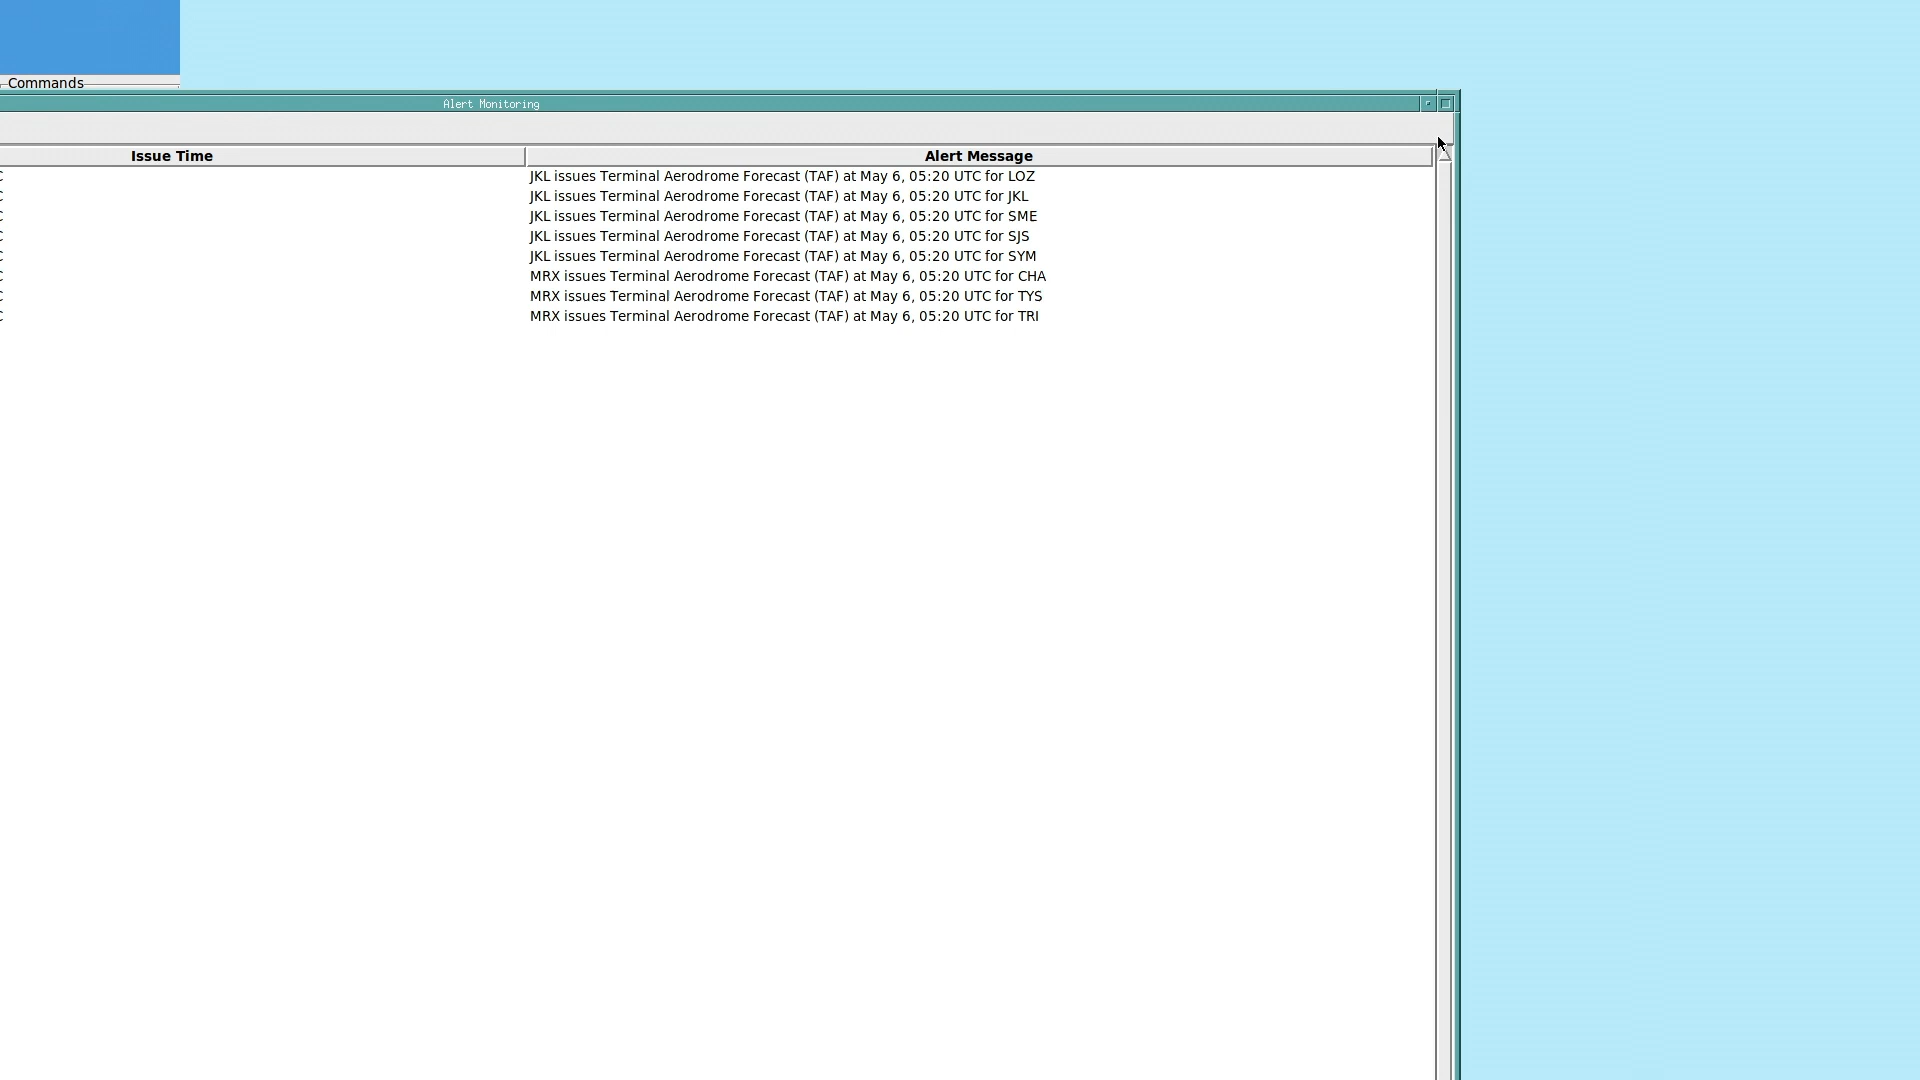 Commands
Alert Monitoring
Issue Time Alert Message
C JKL issues Terminal Aerodrome Forecast (TAF) at May 6, 05:20 UTC for LOZ
C JKL issues Terminal Aerodrome Forecast (TAF) at May 6, 05:20 UTC for JKL
C JKL issues Terminal Aerodrome Forecast (TAF) at May 6, 05:20 UTC for SME
C JKL issues Terminal Aerodrome Forecast (TAF) at May 6, 05:20 UTC for SJS
C JKL issues Terminal Aerodrome Forecast (TAF) at May 6, 05:20 UTC for SYM
C MRX issues Terminal Aerodrome Forecast (TAF) at May 6, 05:20 UTC for CHA
C MRX issues Terminal Aerodrome Forecast (TAF) at May 6, 05:20 UTC for TYS
C MRX issues Terminal Aerodrome Forecast (TAF) at May 6, 05:20 UTC for TRI